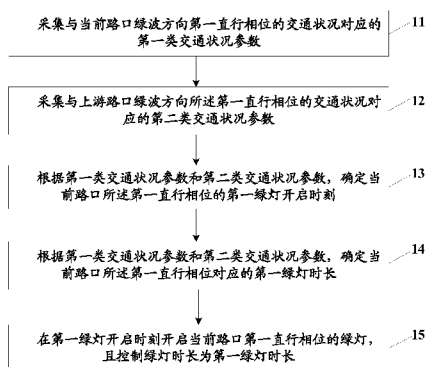 采集与当前路口绿波方向第一直行相位的交通状况对应的
第一类交通状况参数
11
采集与上游路口绿波方向所述第一直行相位的交通状况对
应的第二类交通状况参数
12
根据第一类交通状况参数和第二类交通状况参数，确定当
前路口所述第一直行相位的第一绿灯开启时刻
13
根据第一类交通状况参数和第二类交通状况参数，确定当
前路口所述第一直行相位对应的第一绿灯时长
14
在第一绿灯开启时刻开启当前路口第一直行相位的绿灯，
且控制绿灯时长为第一绿灯时长
15